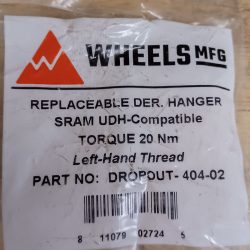 WHEELS MFG
REPLACEABLE DER. HANGER
SRAM UDH-Compatible
TORQUE 20 Nm
Left-Hand Thread
PART NO: DROPOUT- 404-02
8 11079 02724 5